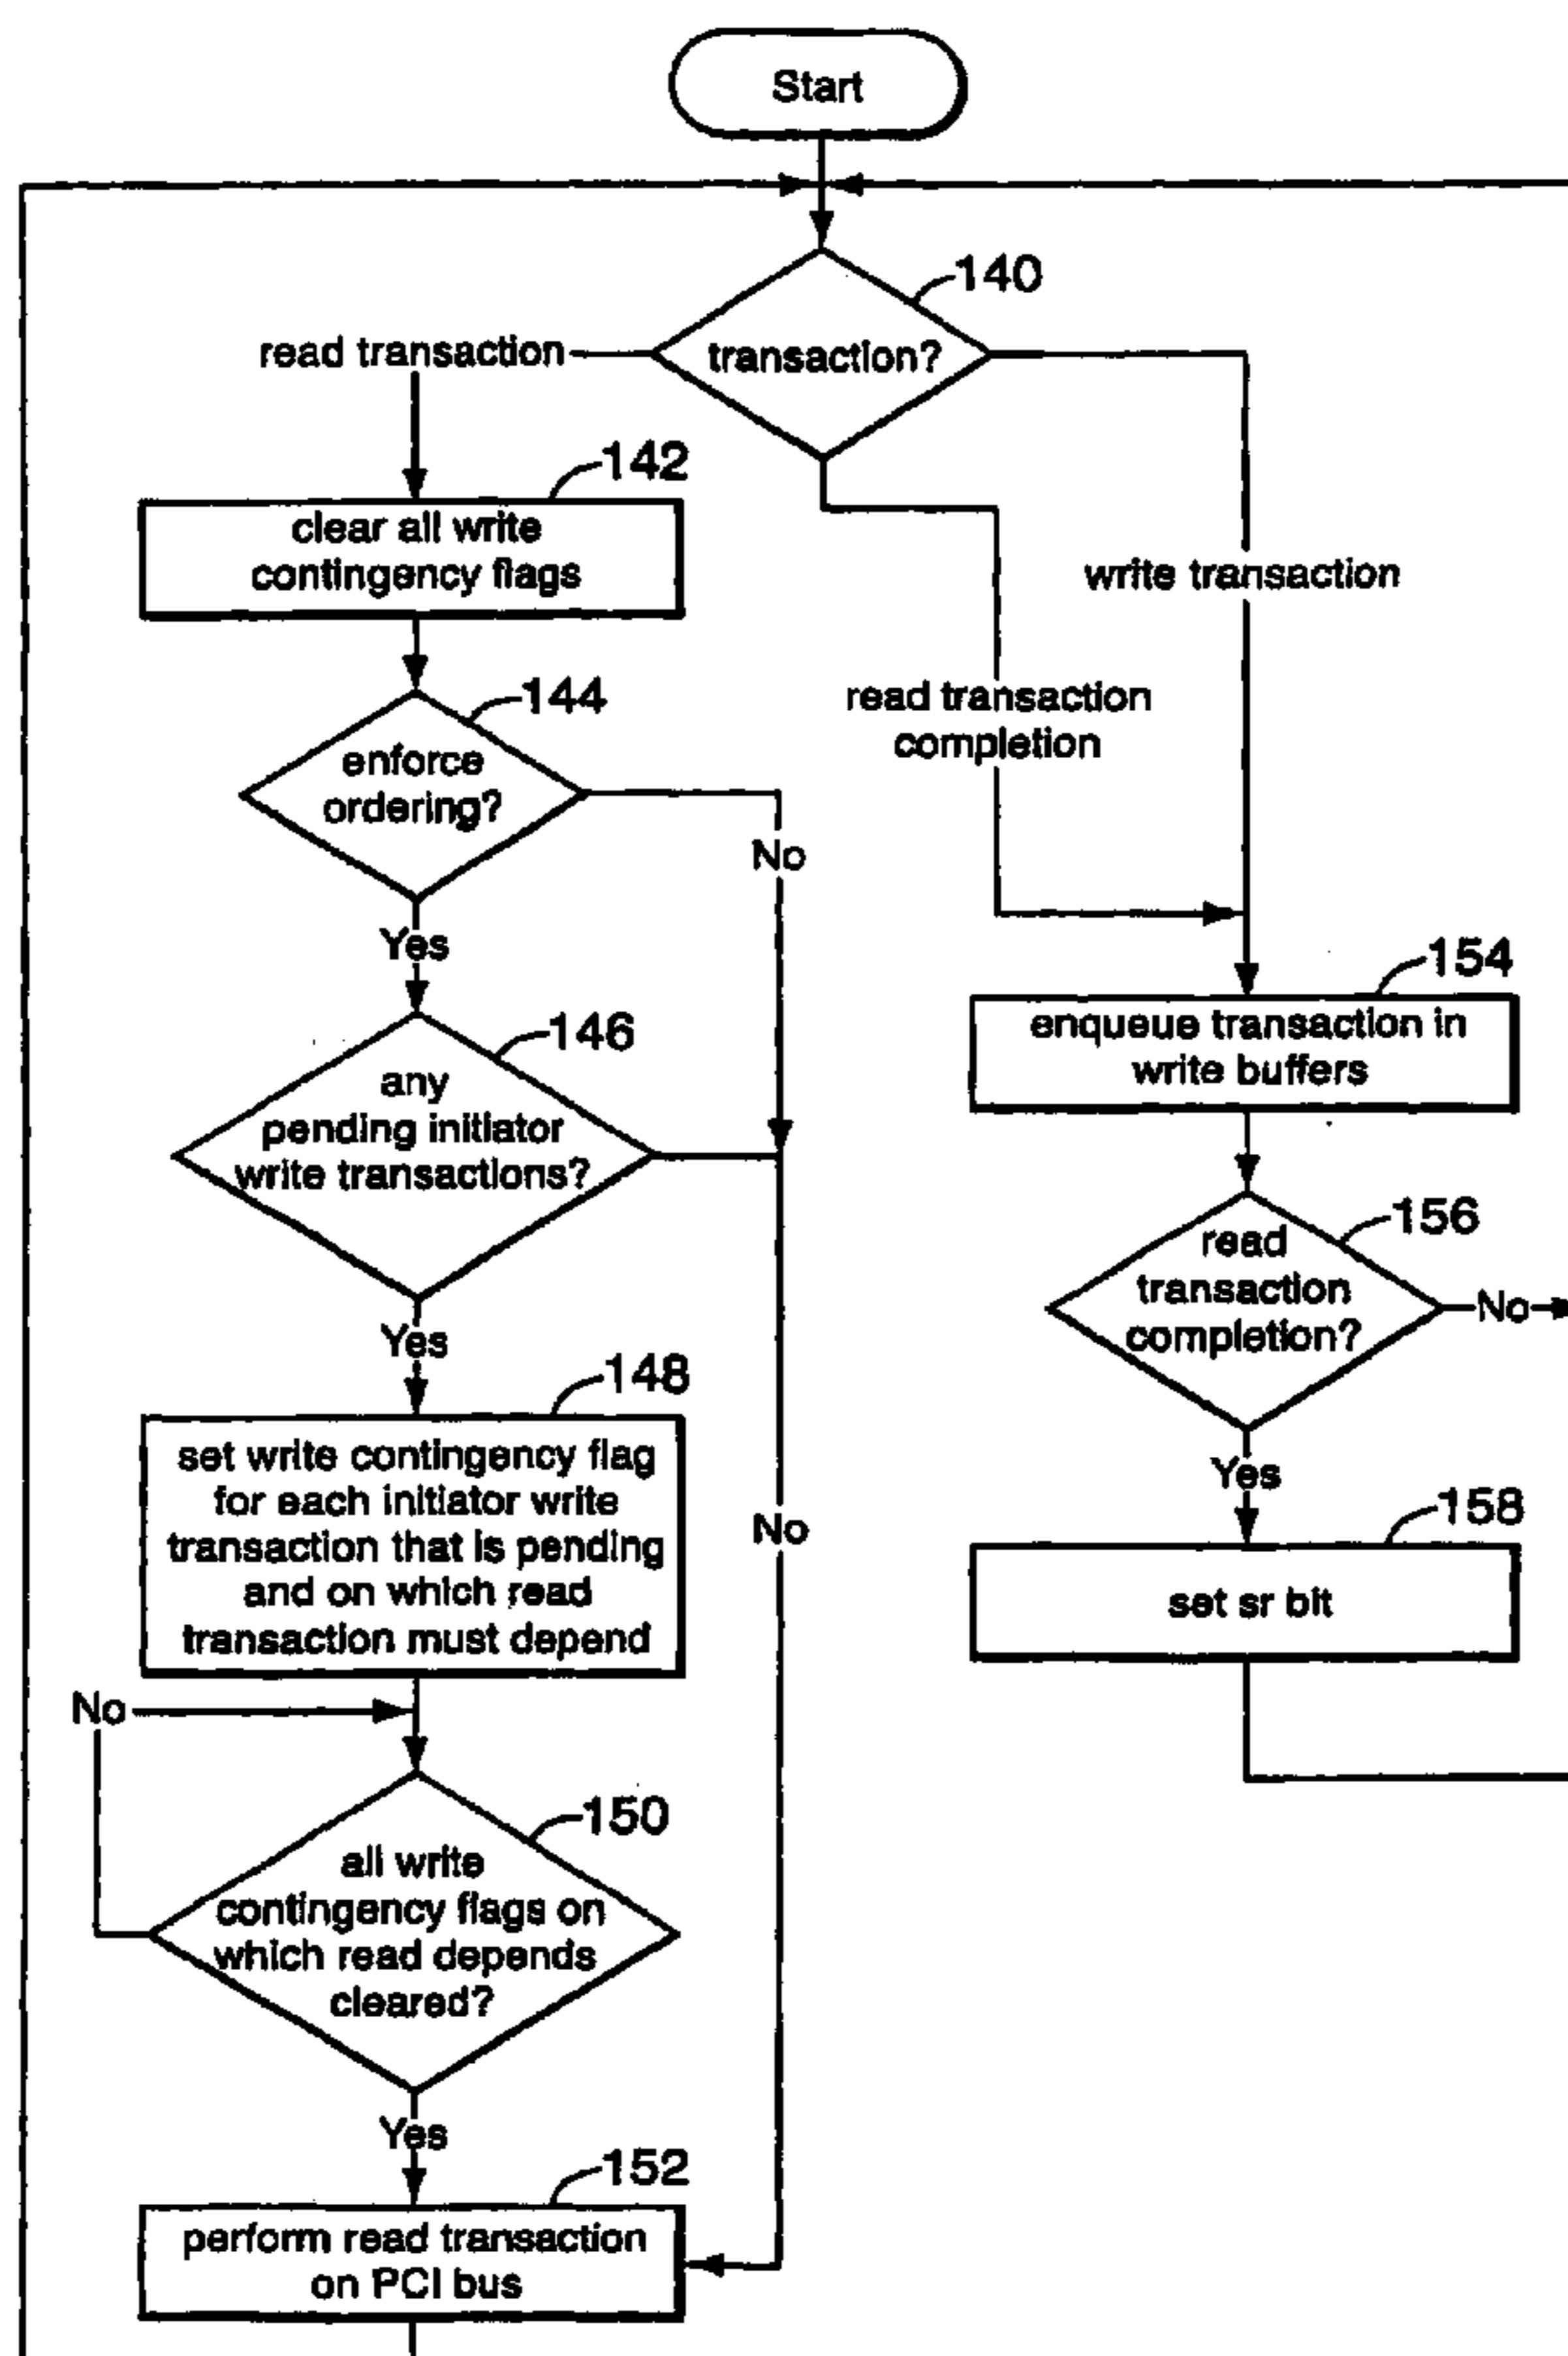 Start
140
transaction?
read transaction
142
clear all write
contingency flags
write transaction
144
enforce
ordering?
read transaction
completion
No
Yes
154
enqueue transaction in
write buffers
146
any
pending initiator
write transactions?
156
read
transaction
completion?
No
Yes
148
set write contingency flag
for each initiator write
transaction that is pending
and on which read
transaction must depend
No
Yes
158
set sr bit
No
150
all write
contingency flags on
which read depends
cleared?
Yes
152
perform read transaction
on PCI bus